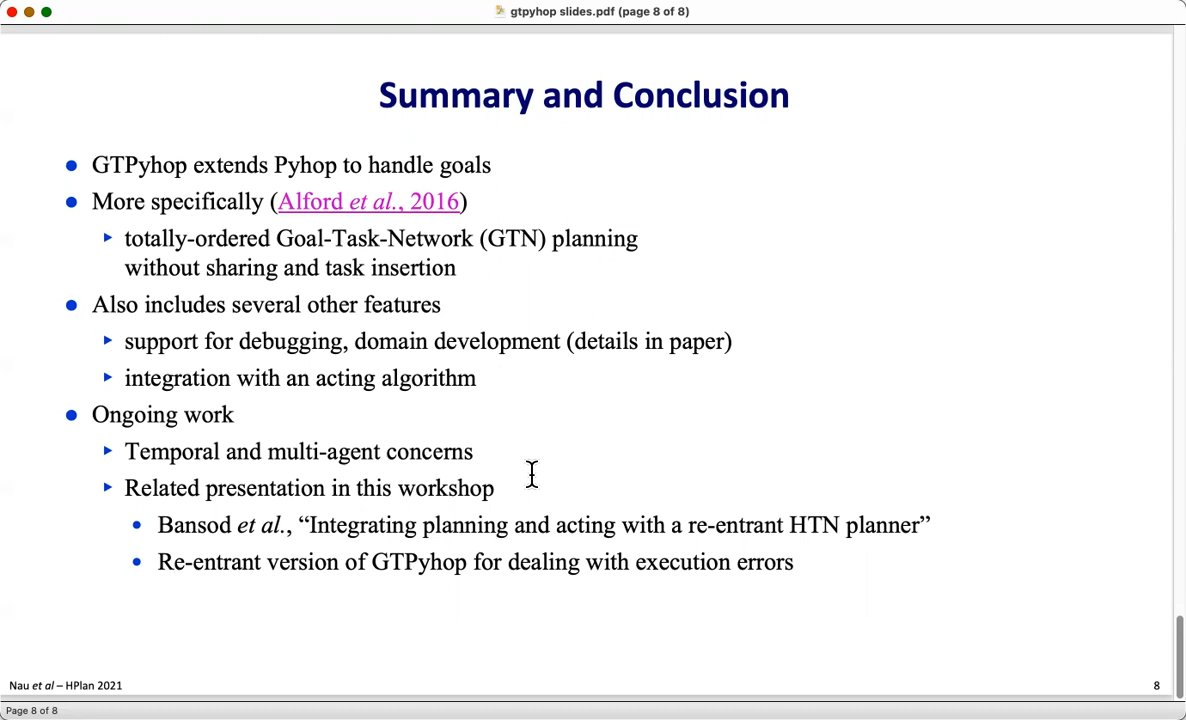 gtpyhop slides.pdf (page 8 of 8)
Summary and Conclusion
● GTPyhop extends Pyhop to handle goals
● More specifically (Alford et al., 2016)
▸ totally-ordered Goal-Task-Network (GTN) planning
without sharing and task insertion
● Also includes several other features
▸ support for debugging, domain development (details in paper)
▸ integration with an acting algorithm
● Ongoing work
▸ Temporal and multi-agent concerns
▸ Related presentation in this workshop
• Bansod et al., “Integrating planning and acting with a re-entrant HTN planner”
• Re-entrant version of GTPyhop for dealing with execution errors
Nau et al – HPlan 2021
8
Page 8 of 8